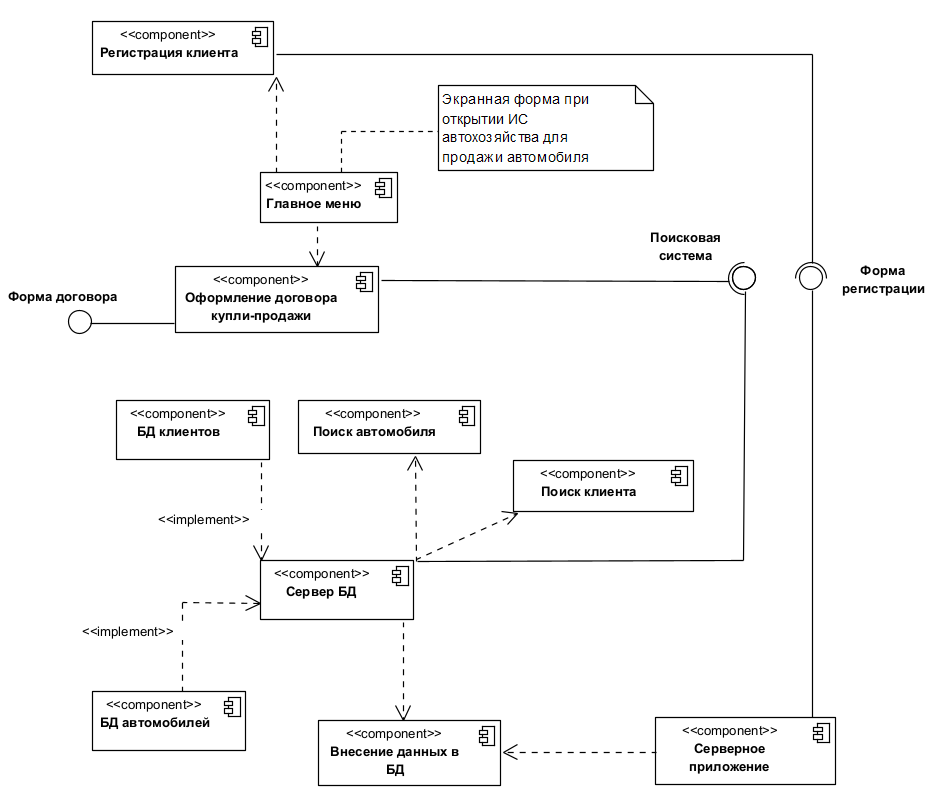 <<component>>
Регистрация клиента
Экранная форма при
открытии ИС
автохозяйства для
продажи автомобиля
<<component>>
Главное меню
Поисковая
система
Форма
регистрации
<<component>>
Оформление договора
купли-продажи
Форма договора
<<component>>
БД клиентов
<<component>>
Поиск автомобиля
<<component>>
Поиск клиента
<<implement>>
<<component>>
Сервер БД
<<implement>>
<<component>>
БД автомобилей
<<component>>
Внесение данных в
БД
<<component>>
Серверное
приложение